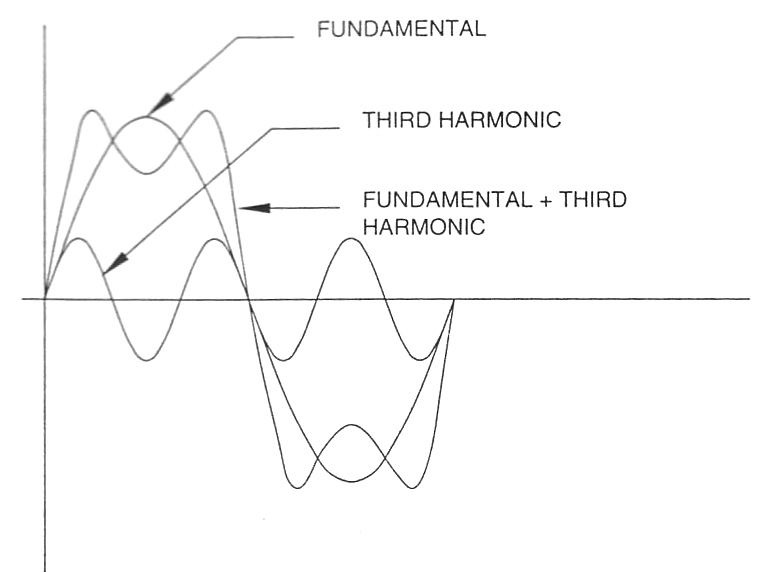 FUNDAMENTAL
THIRD HARMONIC
FUNDAMENTAL + THIRD
HARMONIC